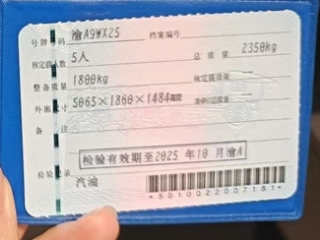 号牌号码 渝A9WX25 档案编号
核定载人数 5人 总质量 2350kg
整备质量 1800kg 核定载质量
外廓尺寸 5065×1860×1484mm 准牵引总质量
备注
检验有效期至2025年10月渝A
检验记录 汽油
*5010022007181*